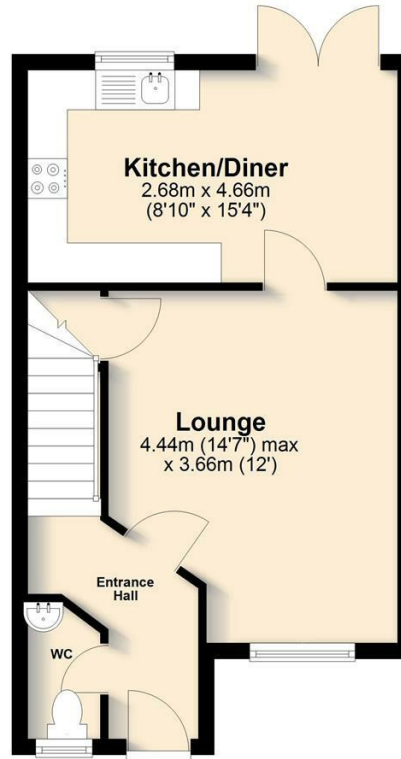 Kitchen/Diner
2.68m x 4.66m
(8'10" x 15'4")
Lounge
4.44m (14'7") max
x 3.66m (12')
Entrance
Hall
WC